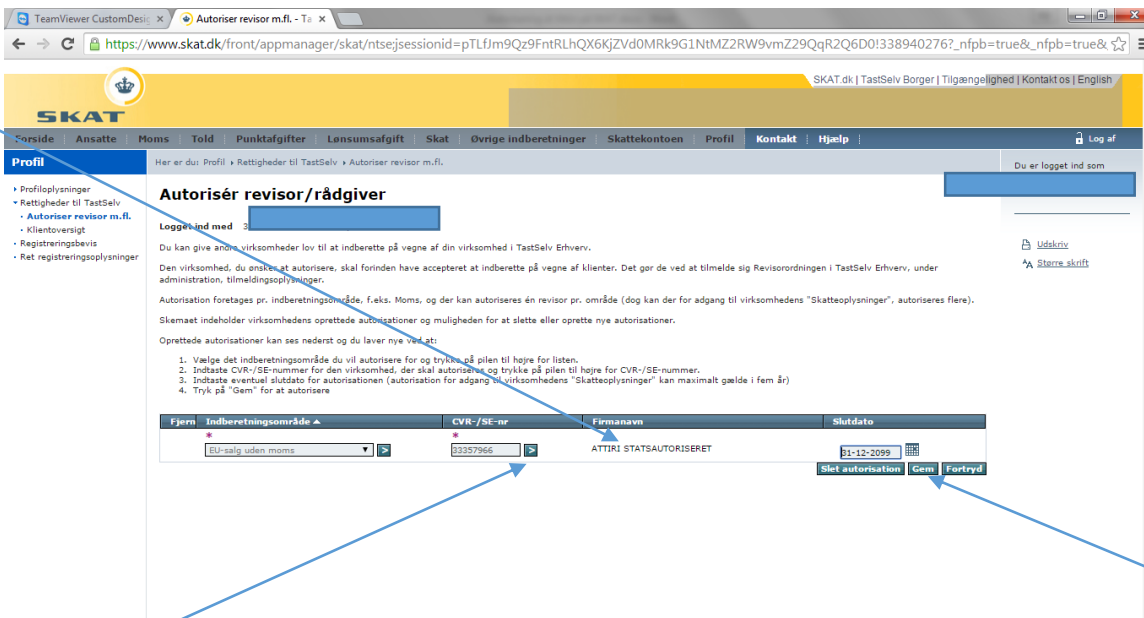 TeamViewer CustomDesig
Autoriser revisor m.fl. - Ta
https://www.skat.dk/front/appmanager/skat/ntse;jsessionid=pTLfJm9Qz9FntRLhQX6KjZVd0MRk9G1NtMZ2RW9vmZ29QqR2Q6D0!338940276?_nfpb=true&_nfpb=true&
SKAT.dk | TastSelv Borger | Tilgængelighed | Kontakt os | English
SKAT
Forside Ansatte Moms Told Punktafgifter Lønsumsafgift Skat Øvrige indberetninger Skattekontoen Profil Kontakt Hjælp Log af
Profil
Her er du: Profil Rettigheder til TastSelv Autoriser revisor m.fl.
Du er logget ind som
Profiloplysninger
Rettigheder til TastSelv
Autoriser revisor m.fl.
Klientoversigt
Registreringsbevis
Ret registreringsoplysninger
Autorisér revisor/rådgiver
Logget ind med 3
Du kan give andre virksomheder lov til at indberette på vegne af din virksomhed i TastSelv Erhverv.
Den virksomhed, du ønsker at autorisere, skal forinden have accepteret at indberette på vegne af klienter. Det gør de ved at tilmelde sig Revisorordningen i TastSelv Erhverv, under
administration, tilmeldingsoplysninger.
Autorisation foretages pr. indberetningsområde, f.eks. Moms, og der kan autoriseres én revisor pr. område (dog kan der for adgang til virksomhedens "Skatteoplysninger", autoriseres flere).
Skemaet indeholder virksomhedens oprettede autorisationer og muligheden for at slette eller oprette nye autorisationer.
Oprettede autorisationer kan ses nederst og du laver nye ved at:
1. Vælge det indberetningsområde du vil autorisere for og trykke på pilen til højre for listen.
2. Indtaste CVR-/SE-nummer for den virksomhed, der skal autoriseres og trykke på pilen til højre for CVR-/SE-nummer.
3. Indtaste eventuel slutdato for autorisationen (autorisation for adgang til virksomhedens "Skatteoplysninger" kan maximalt gælde i fem år)
4. Tryk på "Gem" for at autorisere
Udskriv
Større skrift
Fjern Indberetningsområde CVR-/SE-nr Firmanavn Slutdato
* *
EU-salg uden moms > 33357966 > ATTIRI STATSAUTORISERET 31-12-2099
Slet autorisation Gem Fortryd